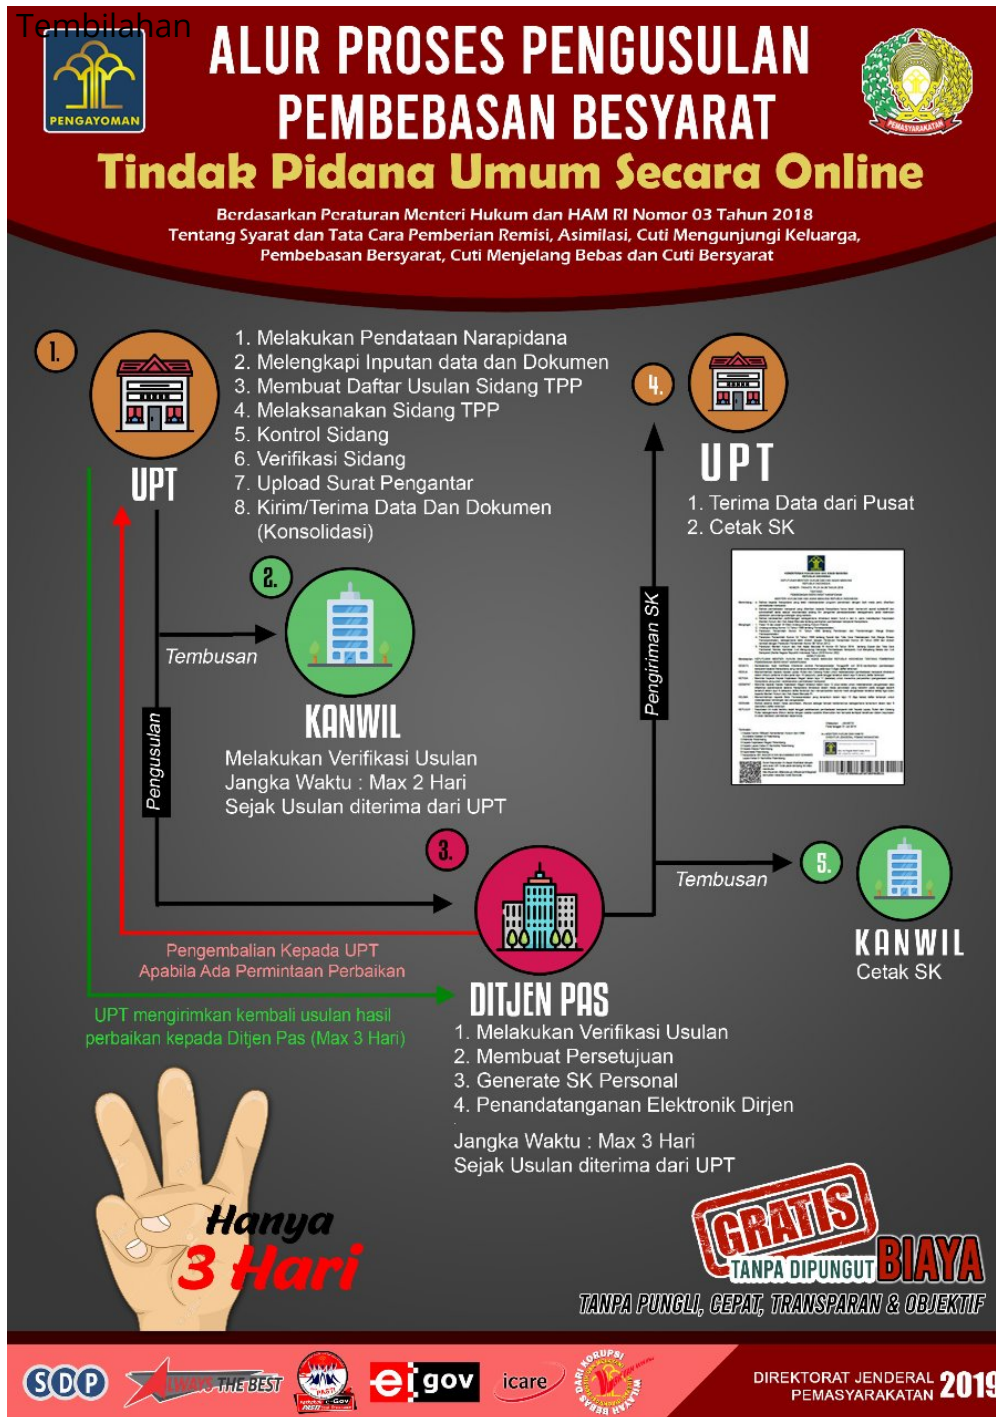 Tembilahan
PENGAYOMAN
ALUR PROSES PENGUSULAN
PEMBEBASAN BESYARAT
PEMASYARAKATAN
Tindak Pidana Umum Secara Online
Berdasarkan Peraturan Menteri Hukum dan HAM RI Nomor 03 Tahun 2018
Tentang Syarat dan Tata Cara Pemberian Remisi, Asimilasi, Cuti Mengunjungi Keluarga,
Pembebasan Bersyarat, Cuti Menjelang Bebas dan Cuti Bersyarat
1.
UPT
1. Melakukan Pendataan Narapidana
2. Melengkapi Inputan data dan Dokumen
3. Membuat Daftar Usulan Sidang TPP
4. Melaksanakan Sidang TPP
5. Kontrol Sidang
6. Verifikasi Sidang
7. Upload Surat Pengantar
8. Kirim/Terima Data Dan Dokumen
(Konsolidasi)
4.
UPT
1. Terima Data dari Pusat
2. Cetak SK
2.
Tembusan
KANWIL
Melakukan Verifikasi Usulan
Jangka Waktu : Max 2 Hari
Sejak Usulan diterima dari UPT
Pengusulan
Pengiriman SK
3.
Tembusan
5.
KANWIL
Cetak SK
Pengembalian Kepada UPT
Apabila Ada Permintaan Perbaikan
UPT mengirimkan kembali usulan hasil
perbaikan kepada Ditjen Pas (Max 3 Hari)
DITJEN PAS
1. Melakukan Verifikasi Usulan
2. Membuat Persetujuan
3. Generate SK Personal
4. Penandatanganan Elektronik Dirjen
Jangka Waktu : Max 3 Hari
Sejak Usulan diterima dari UPT
Hanya
3 Hari
GRATIS
TANPA DIPUNGUT BIAYA
TANPA PUNGLI, CEPAT, TRANSPARAN & OBJEKTIF
SDP
ALWAYS THE BEST
PASTI
e-gov
icare
WILAYAH BEBAS DARI KORUPSI
DIREKTORAT JENDERAL
PEMASYARAKATAN
2019